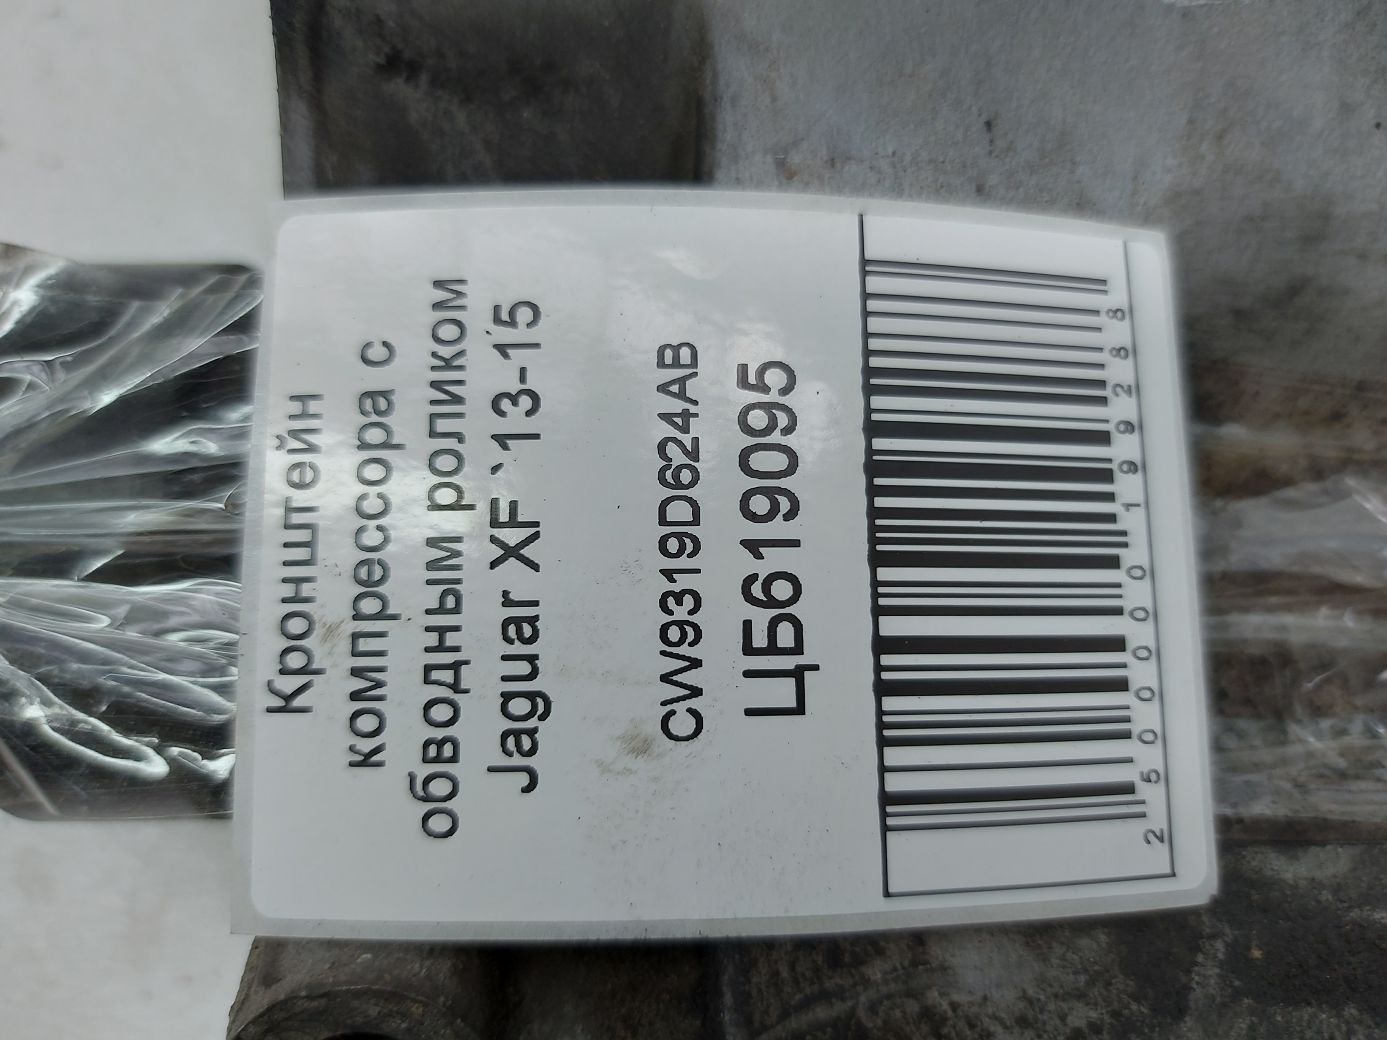 Кронштейн
компрессора с
обводным роликом
Jaguar XF`13-15
CW9319D624AB
ЦБ619095
2500000199288